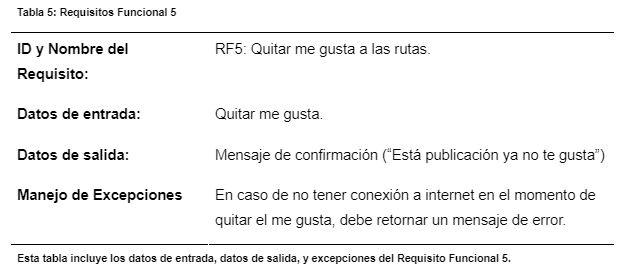 Tabla 5: Requisitos Funcional 5
ID y Nombre del Requisito: RF5: Quitar me gusta a las rutas.
Datos de entrada: Quitar me gusta.
Datos de salida: Mensaje de confirmación (“Está publicación ya no te gusta”)
Manejo de Excepciones En caso de no tener conexión a internet en el momento de
quitar el me gusta, debe retornar un mensaje de error.
Esta tabla incluye los datos de entrada, datos de salida, y excepciones del Requisito Funcional 5.